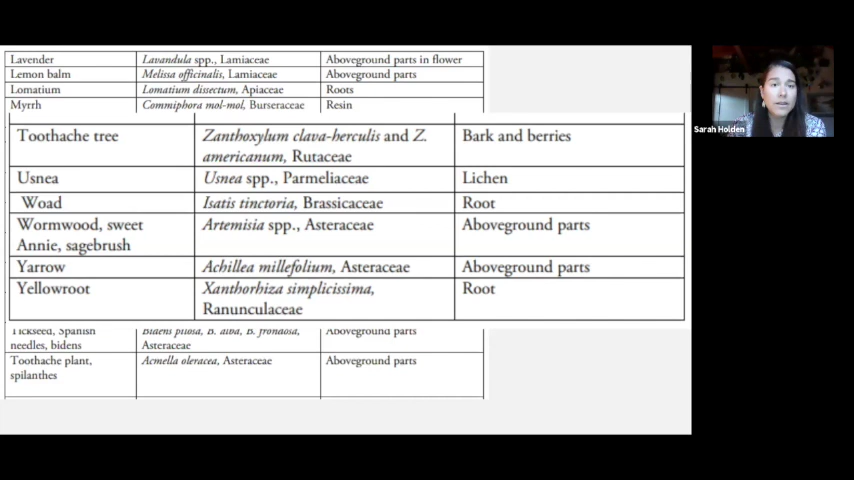 Lavender Lavandula spp., Lamiaceae Aboveground parts in flower
Lemon balm Melissa officinalis, Lamiaceae Aboveground parts
Lomatium Lomatium dissectum, Apiaceae Roots
Myrrh Commiphora mol-mol, Burseraceae Resin
Toothache tree Zanthoxylum clava-herculis and Z. Bark and berries
americanum, Rutaceae
Usnea Usnea spp., Parmeliaceae Lichen
Woad Isatis tinctoria, Brassicaceae Root
Wormwood, sweet Artemisia spp., Asteraceae Aboveground parts
Annie, sagebrush
Yarrow Achillea millefolium, Asteraceae Aboveground parts
Yellowroot Xanthorhiza simplicissima, Root
Ranunculaceae
Tickseed, Spanish Bidens pilosa, B. alba, B. frondosa, Aboveground parts
needles, bidens Asteraceae
Toothache plant, Acmella oleracea, Asteraceae Aboveground parts
spilanthes
Sarah Holden